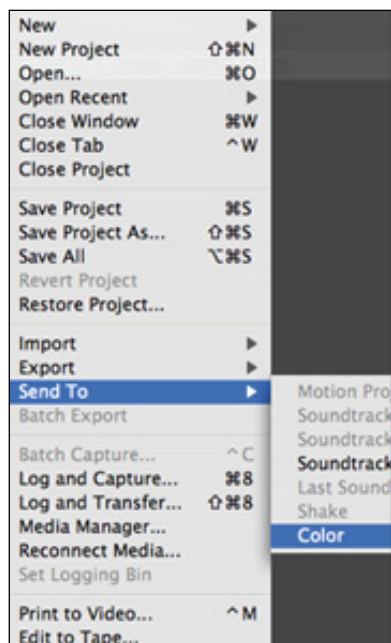 New ▶
New Project ⇧⌘N
Open... ⌘O
Open Recent ▶
Close Window ⌘W
Close Tab ^W
Close Project
Save Project ⌘S
Save Project As... ⇧⌘S
Save All ⌥⌘S
Revert Project
Restore Project...
Import ▶
Export ▶
Send To ▶
Batch Export
Motion Proj
Soundtrack
Soundtrack
Soundtrack
Last Sound
Shake
Color
Batch Capture... ^C
Log and Capture... ⌘8
Log and Transfer... ⇧⌘8
Media Manager...
Reconnect Media...
Set Logging Bin
Print to Video... ^M
Edit to Tape...